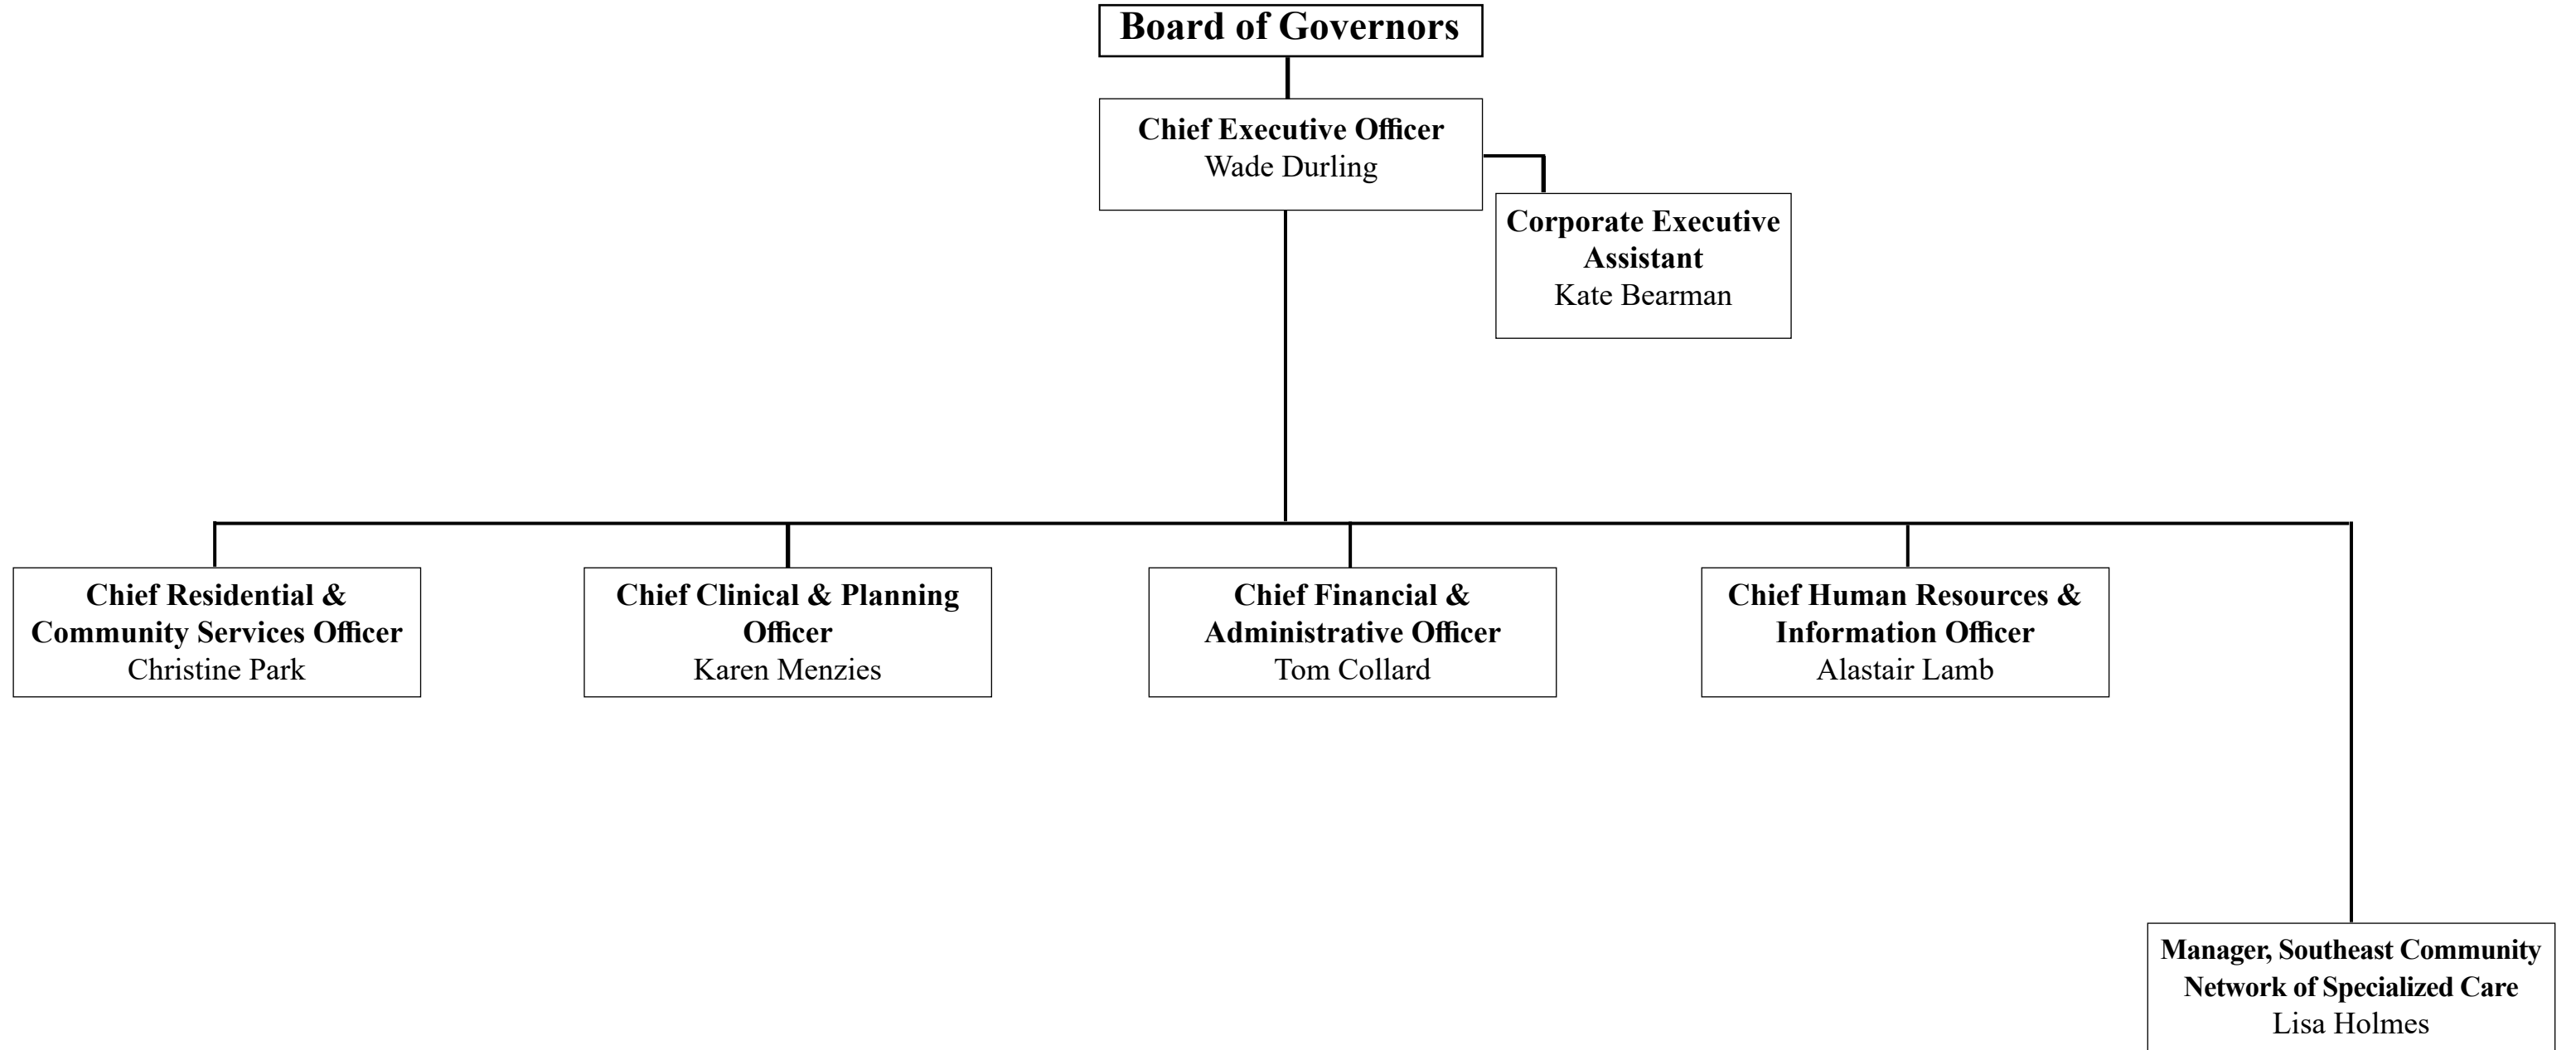 Board of Governors
Chief Executive Officer
Wade Durling
Corporate Executive
Assistant
Kate Bearman
Chief Residential &
Community Services Officer
Christine Park
Chief Clinical & Planning
Officer
Karen Menzies
Chief Financial &
Administrative Officer
Tom Collard
Chief Human Resources &
Information Officer
Alastair Lamb
Manager, Southeast Community
Network of Specialized Care
Lisa Holmes